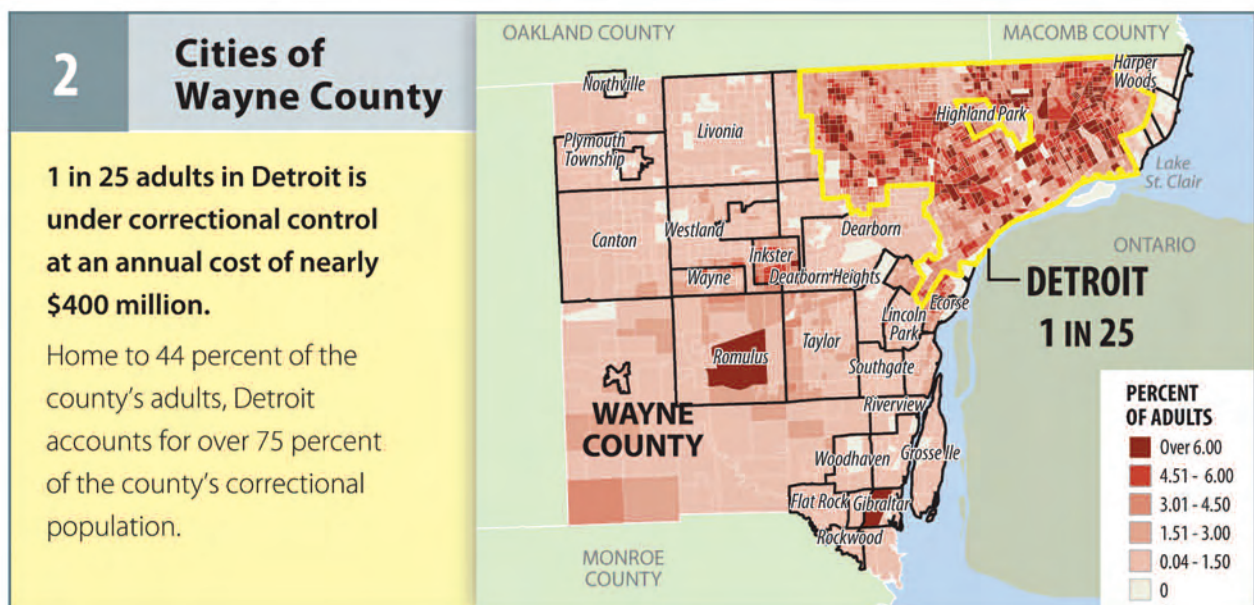 2
Cities of
Wayne County
1 in 25 adults in Detroit is
under correctional control
at an annual cost of nearly
$400 million.
Home to 44 percent of the
county’s adults, Detroit
accounts for over 75 percent
of the county’s correctional
population.
OAKLAND COUNTY
MACOMB COUNTY
Northville
Harper
Woods
Livonia
Highland Park
Plymouth
Township
Lake
St. Clair
Canton
Westland
Dearborn
ONTARIO
Inkster
Wayne
Dearborn Heights
DETROIT
1 IN 25
Ecorse
Lincoln
Park
Romulus
Taylor
Southgate
WAYNE
COUNTY
Riverview
Woodhaven
Grosse Ile
Flat Rock
Gibraltar
Rockwood
MONROE
COUNTY
PERCENT
OF ADULTS
Over 6.00
4.51 - 6.00
3.01 - 4.50
1.51 - 3.00
0.04 - 1.50
0